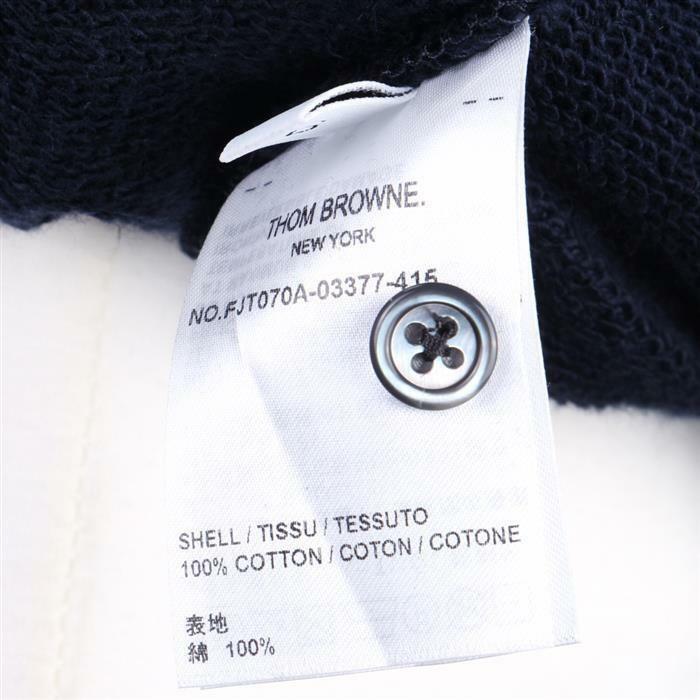 THOM BROWNE.
NEW YORK
NO.FJT070A-03377-415
SHELL / TISSU / TESSUTO
100% COTTON / COTON / COTONE
表地
綿 100%